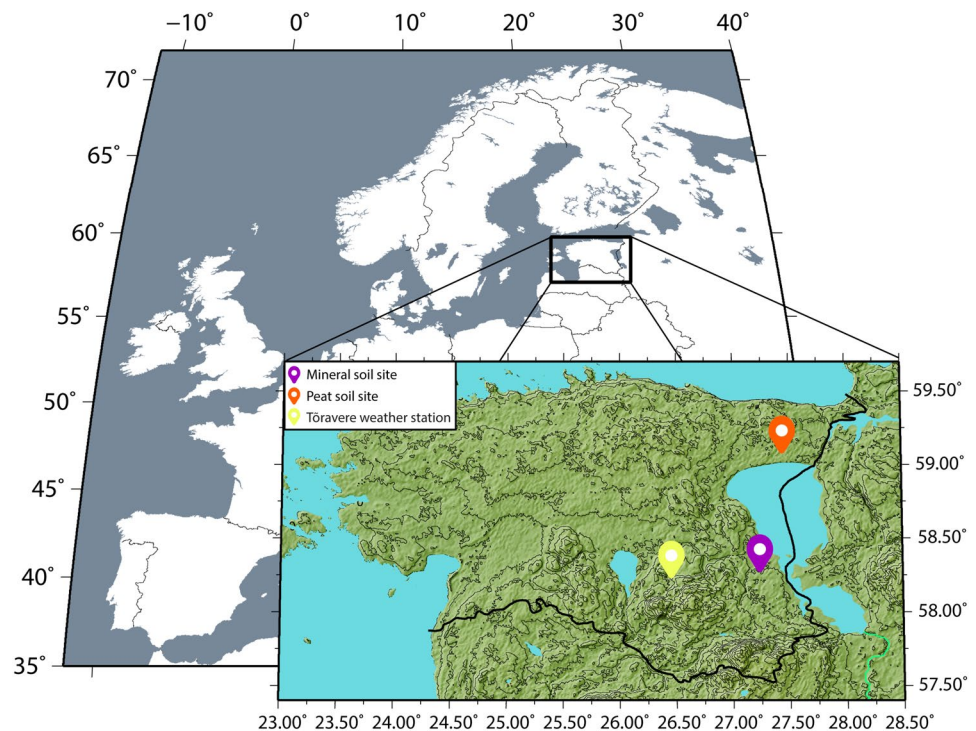 −10˚ 0˚ 10˚ 20˚ 30˚ 40˚
70˚
65˚
60˚
55˚
50˚
45˚
40˚
35˚
Mineral soil site
Peat soil site
Tõravere weather station
59.50˚
59.00˚
58.50˚
58.00˚
57.50˚
23.00˚ 24.00˚ 24.50˚ 25.00˚ 25.50˚ 26.00˚ 26.50˚ 27.00˚ 27.50˚ 28.00˚ 28.50˚